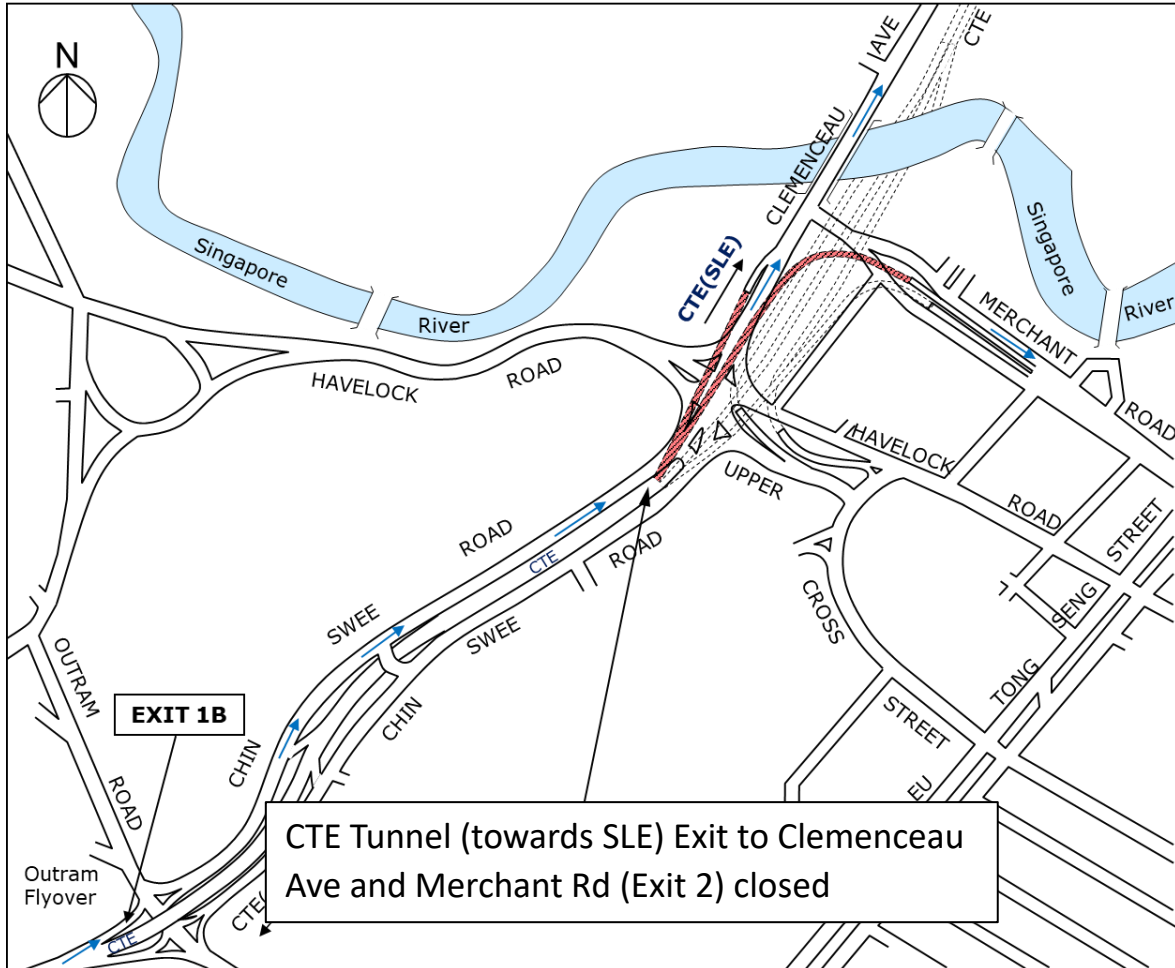 N
AVE
CTE
CLEMENCEAU
CTE(SLE)
Singapore
River
Singapore
River
MERCHANT
ROAD
HAVELOCK
ROAD
HAVELOCK
ROAD
UPPER
CROSS
STREET
STREET
SENG
TONG
EU
ROAD
CTE
ROAD
SWEE
SWEE
CHIN
CHIN
OUTRAM
ROAD
EXIT 1B
Outram
Flyover
CTE
CTE(
CTE Tunnel (towards SLE) Exit to Clemenceau
Ave and Merchant Rd (Exit 2) closed